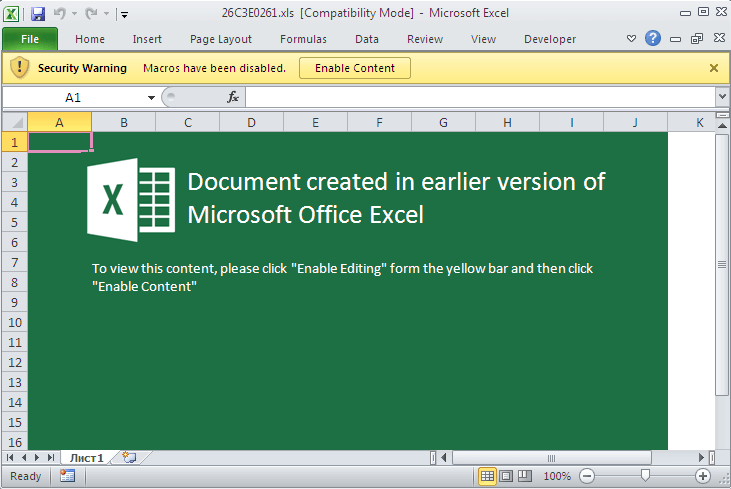 26C3E0261.xls [Compatibility Mode] - Microsoft Excel
File Home Insert Page Layout Formulas Data Review View Developer
Security Warning Macros have been disabled. Enable Content
A1 fx
A B C D E F G H I J K
1
2
3
4
5
6
7
8
9
10
11
12
13
14
15
16
X
Document created in earlier version of
Microsoft Office Excel
To view this content, please click "Enable Editing" form the yellow bar and then click
"Enable Content"
Лист1
Ready 100%